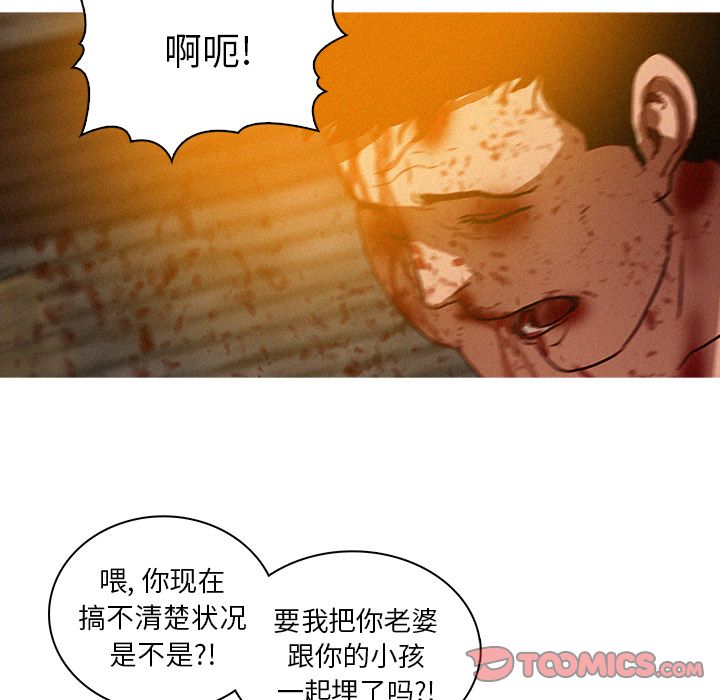 啊呃!
喂, 你现在
搞不清楚状况
是不是?!
要我把你老婆
跟你的小孩
一起埋了吗?!
TOOMICS.COM